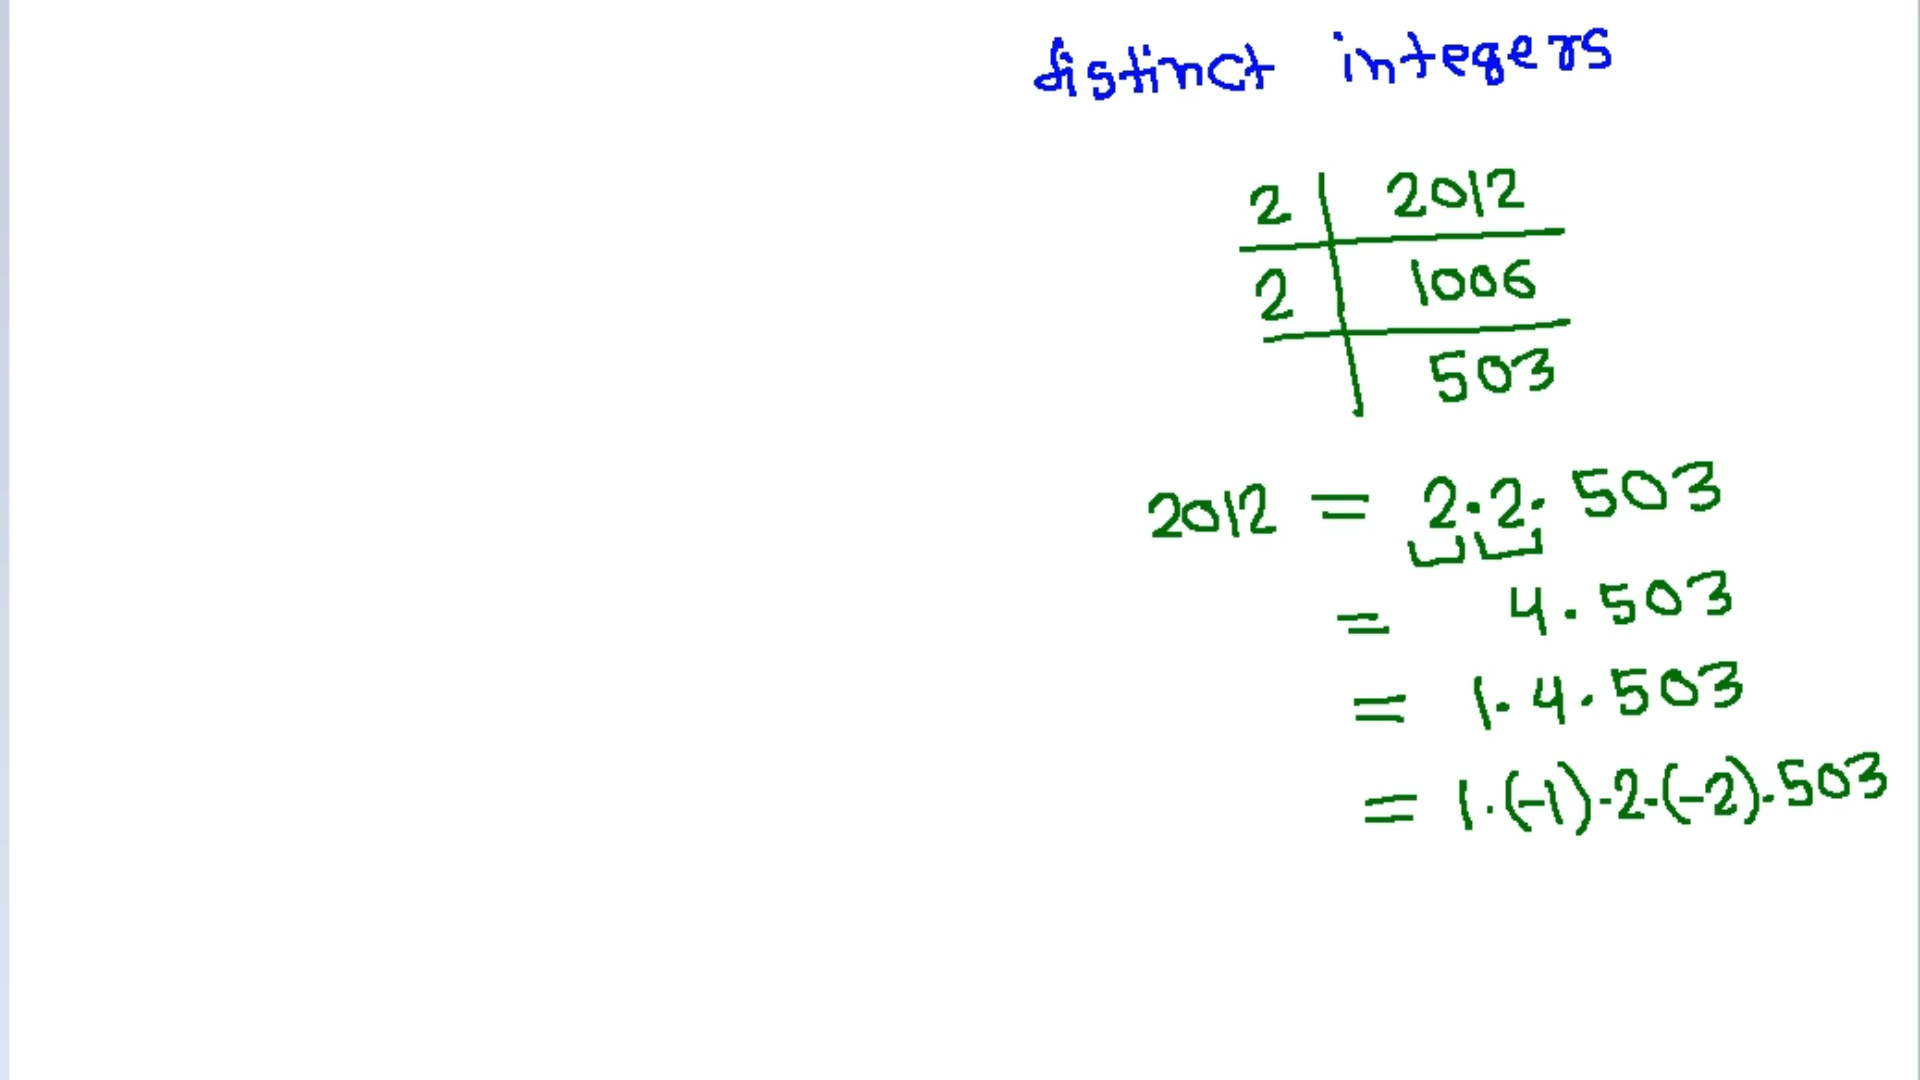 distinct integers
2 | 2012
2 | 1006
503
2012 = 2.2. 503
= 4.503
= 1.4.503
= 1.(-1).2.(-2).503